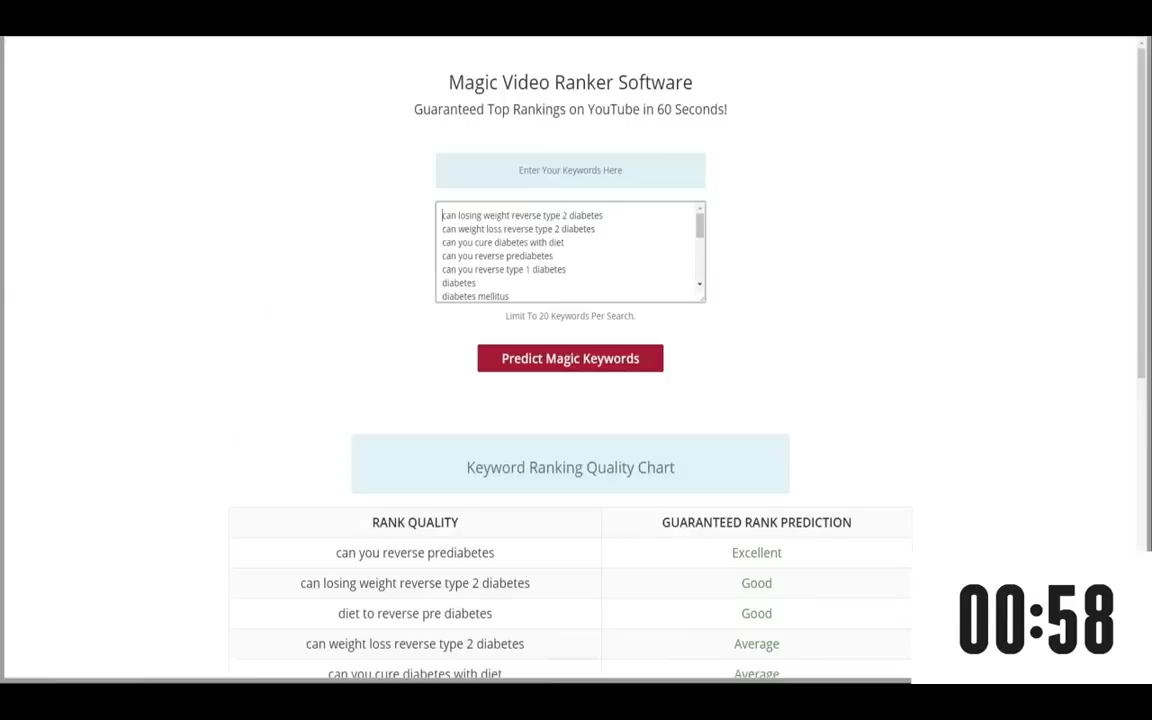 Magic Video Ranker Software
Guaranteed Top Rankings on YouTube in 60 Seconds!
Enter Your Keywords Here
can losing weight reverse type 2 diabetes
can weight loss reverse type 2 diabetes
can you cure diabetes with diet
can you reverse prediabetes
can you reverse type 1 diabetes
diabetes
diabetes mellitus
Limit To 20 Keywords Per Search.
Predict Magic Keywords
Keyword Ranking Quality Chart
RANK QUALITY GUARANTEED RANK PREDICTION
can you reverse prediabetes Excellent
can losing weight reverse type 2 diabetes Good
diet to reverse pre diabetes Good
can weight loss reverse type 2 diabetes Average
can you cure diabetes with diet Average
00:58